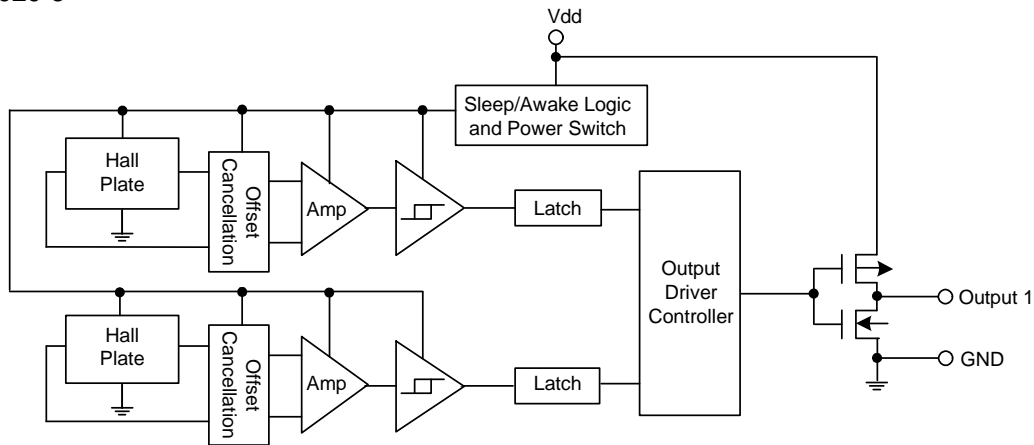 Vdd
Sleep/Awake Logic
and Power Switch
Hall
Plate
Offset
Cancellation
Amp
Latch
Output
Driver
Controller
Output 1
GND
Hall
Plate
Offset
Cancellation
Amp
Latch